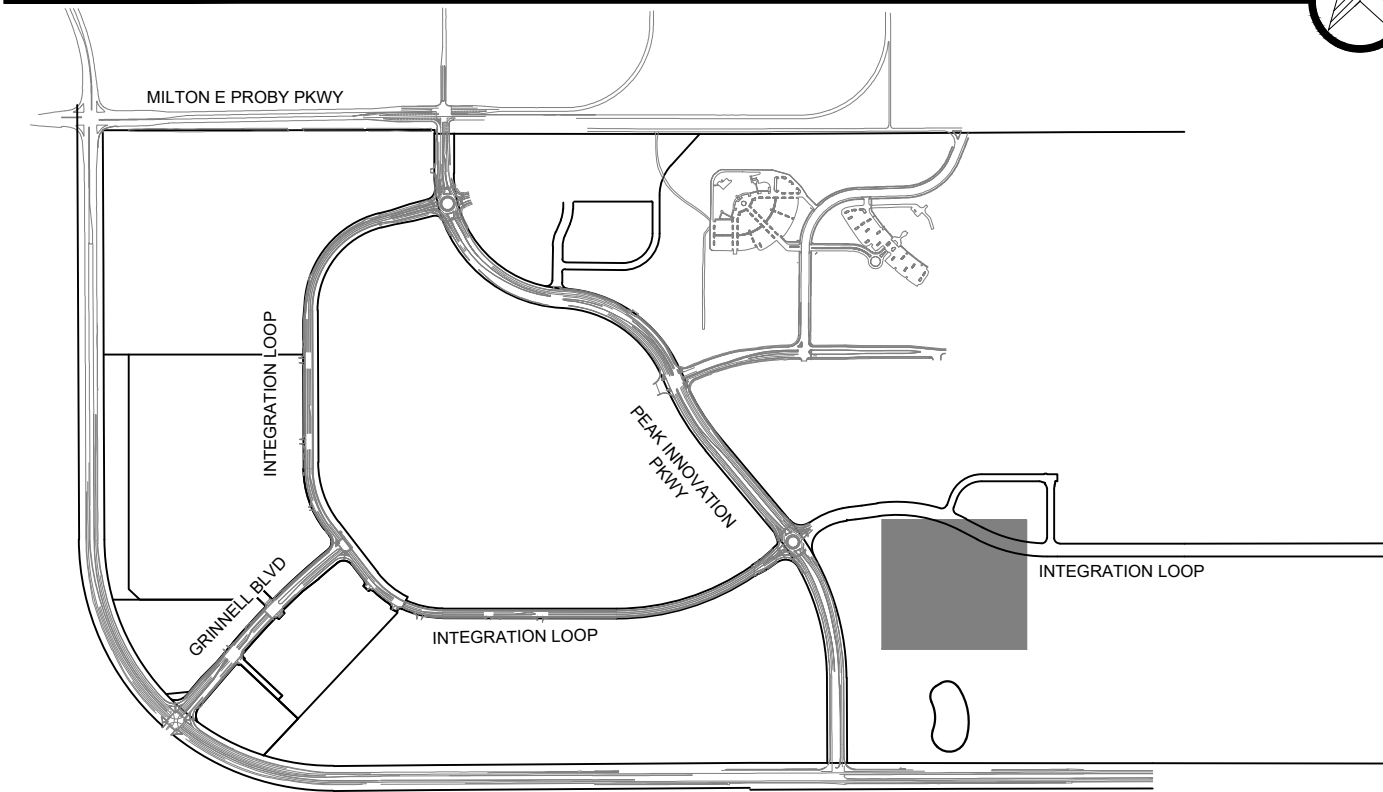 MILTON E PROBY PKWY
INTEGRATION LOOP
PEAK INNOVATION
PKWY
GRINNELL BLVD
INTEGRATION LOOP
INTEGRATION LOOP